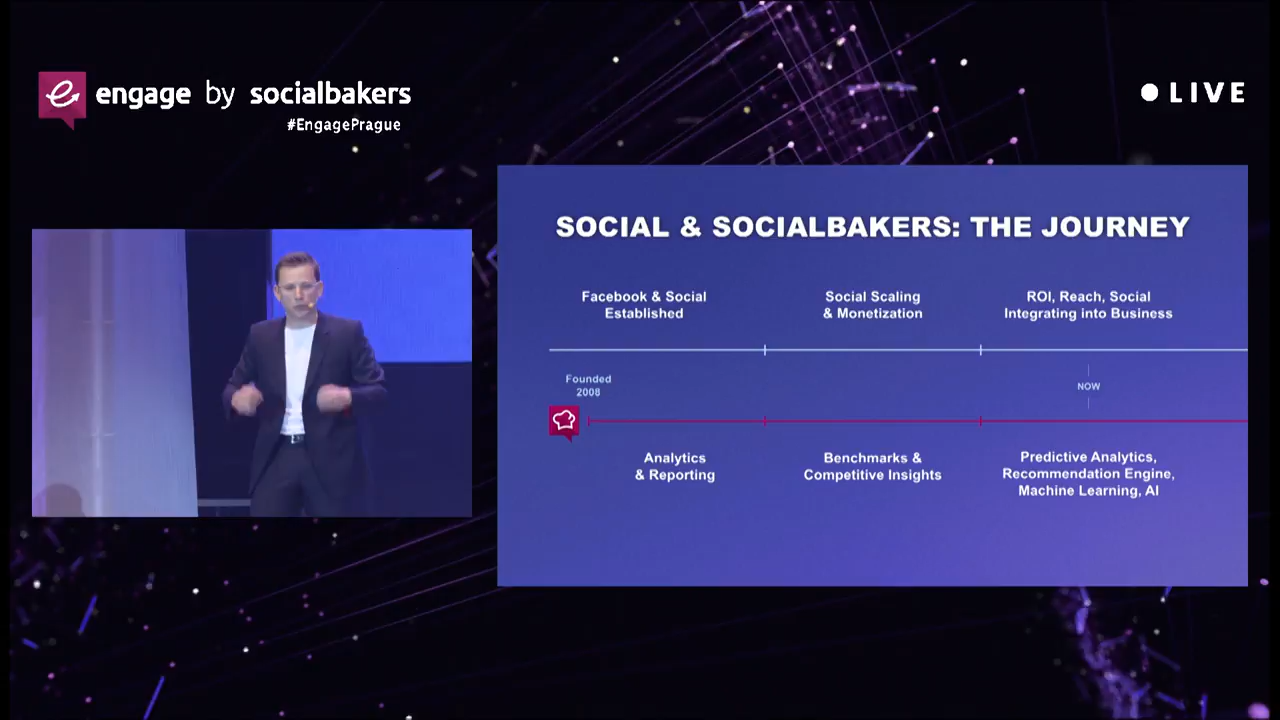 engage by socialbakers
#EngagePrague
LIVE
SOCIAL & SOCIALBAKERS: THE JOURNEY
Facebook & Social
Established
Social Scaling
& Monetization
ROI, Reach, Social
Integrating into Business
Founded
2008
NOW
Analytics
& Reporting
Benchmarks &
Competitive Insights
Predictive Analytics,
Recommendation Engine,
Machine Learning, AI